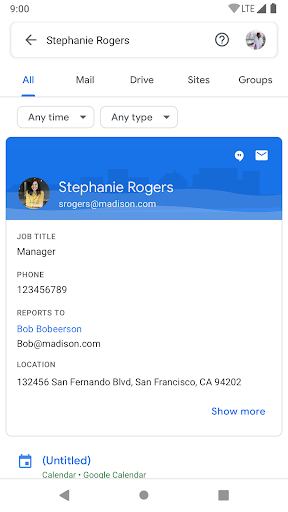 9:00 LTE
Stephanie Rogers
All Mail Drive Sites Groups
Any time Any type
Stephanie Rogers
srogers@madison.com
JOB TITLE
Manager
PHONE
123456789
REPORTS TO
Bob Bobeerson
Bob@madison.com
LOCATION
132456 San Fernando Blvd, San Francisco, CA 94202
Show more
(Untitled)
Calendar • Google Calendar